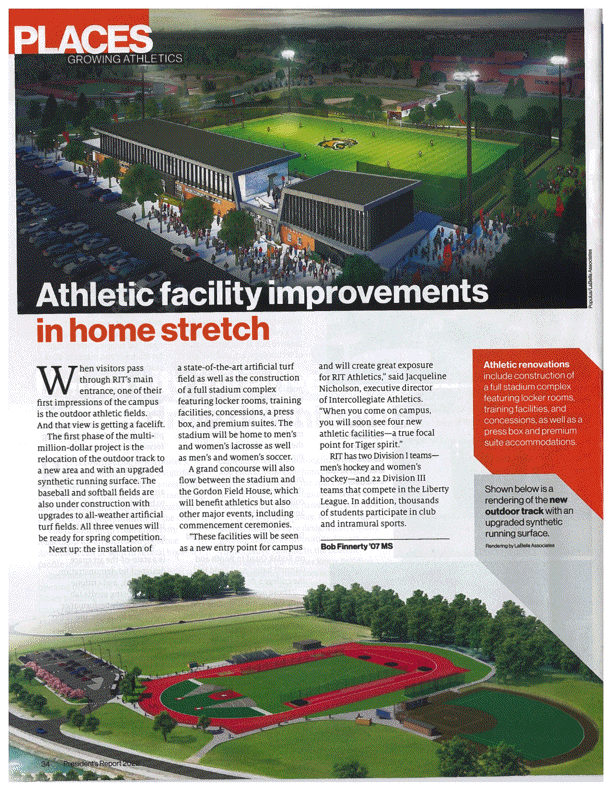 PLACES
GROWING ATHLETICS
Populus/LaBella Associates
Athletic facility improvements
in home stretch
When visitors pass
through RIT's main
entrance, one of their
first impressions of the campus
is the outdoor athletic fields.
And that view is getting a facelift.
The first phase of the multi-
million-dollar project is the
relocation of the outdoor track to
a new area and with an upgraded
synthetic running surface. The
baseball and softball fields are
also under construction with
upgrades to all-weather artificial
turf fields. All three venues will
be ready for spring competition.
Next up: the installation of
a state-of-the-art artificial turf
field as well as the construction
of a full stadium complex
featuring locker rooms, training
facilities, concessions, a press
box, and premium suites. The
stadium will be home to men's
and women's lacrosse as well
as men's and women's soccer.
A grand concourse will also
flow between the stadium and
the Gordon Field House, which
will benefit athletics but also
other major events, including
commencement ceremonies.
"These facilities will be seen
as a new entry point for campus
and will create great exposure
for RIT Athletics," said Jacqueline
Nicholson, executive director
of Intercollegiate Athletics.
"When you come on campus,
you will soon see four new
athletic facilities—a true focal
point for Tiger spirit."
RIT has two Division I teams—
men's hockey and women's
hockey—and 22 Division III
teams that compete in the Liberty
League. In addition, thousands
of students participate in club
and intramural sports.
Bob Finnerty '07 MS
Athletic renovations
include construction of
a full stadium complex
featuring locker rooms,
training facilities, and
concessions, as well as a
press box and premium
suite accommodations.
Shown below is a
rendering of the new
outdoor track with an
upgraded synthetic
running surface.
Rendering by LaBella Associates
34 President's Report